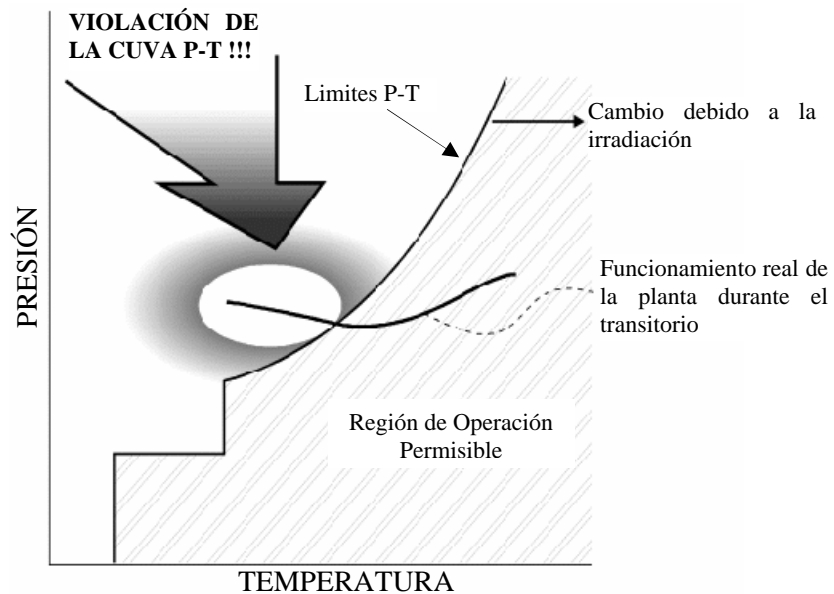 VIOLACIÓN DE
LA CUVA P-T !!!
Limites P-T
Cambio debido a la
irradiación
PRESIÓN
Funcionamiento real de
la planta durante el
transitorio
Región de Operación
Permisible
TEMPERATURA